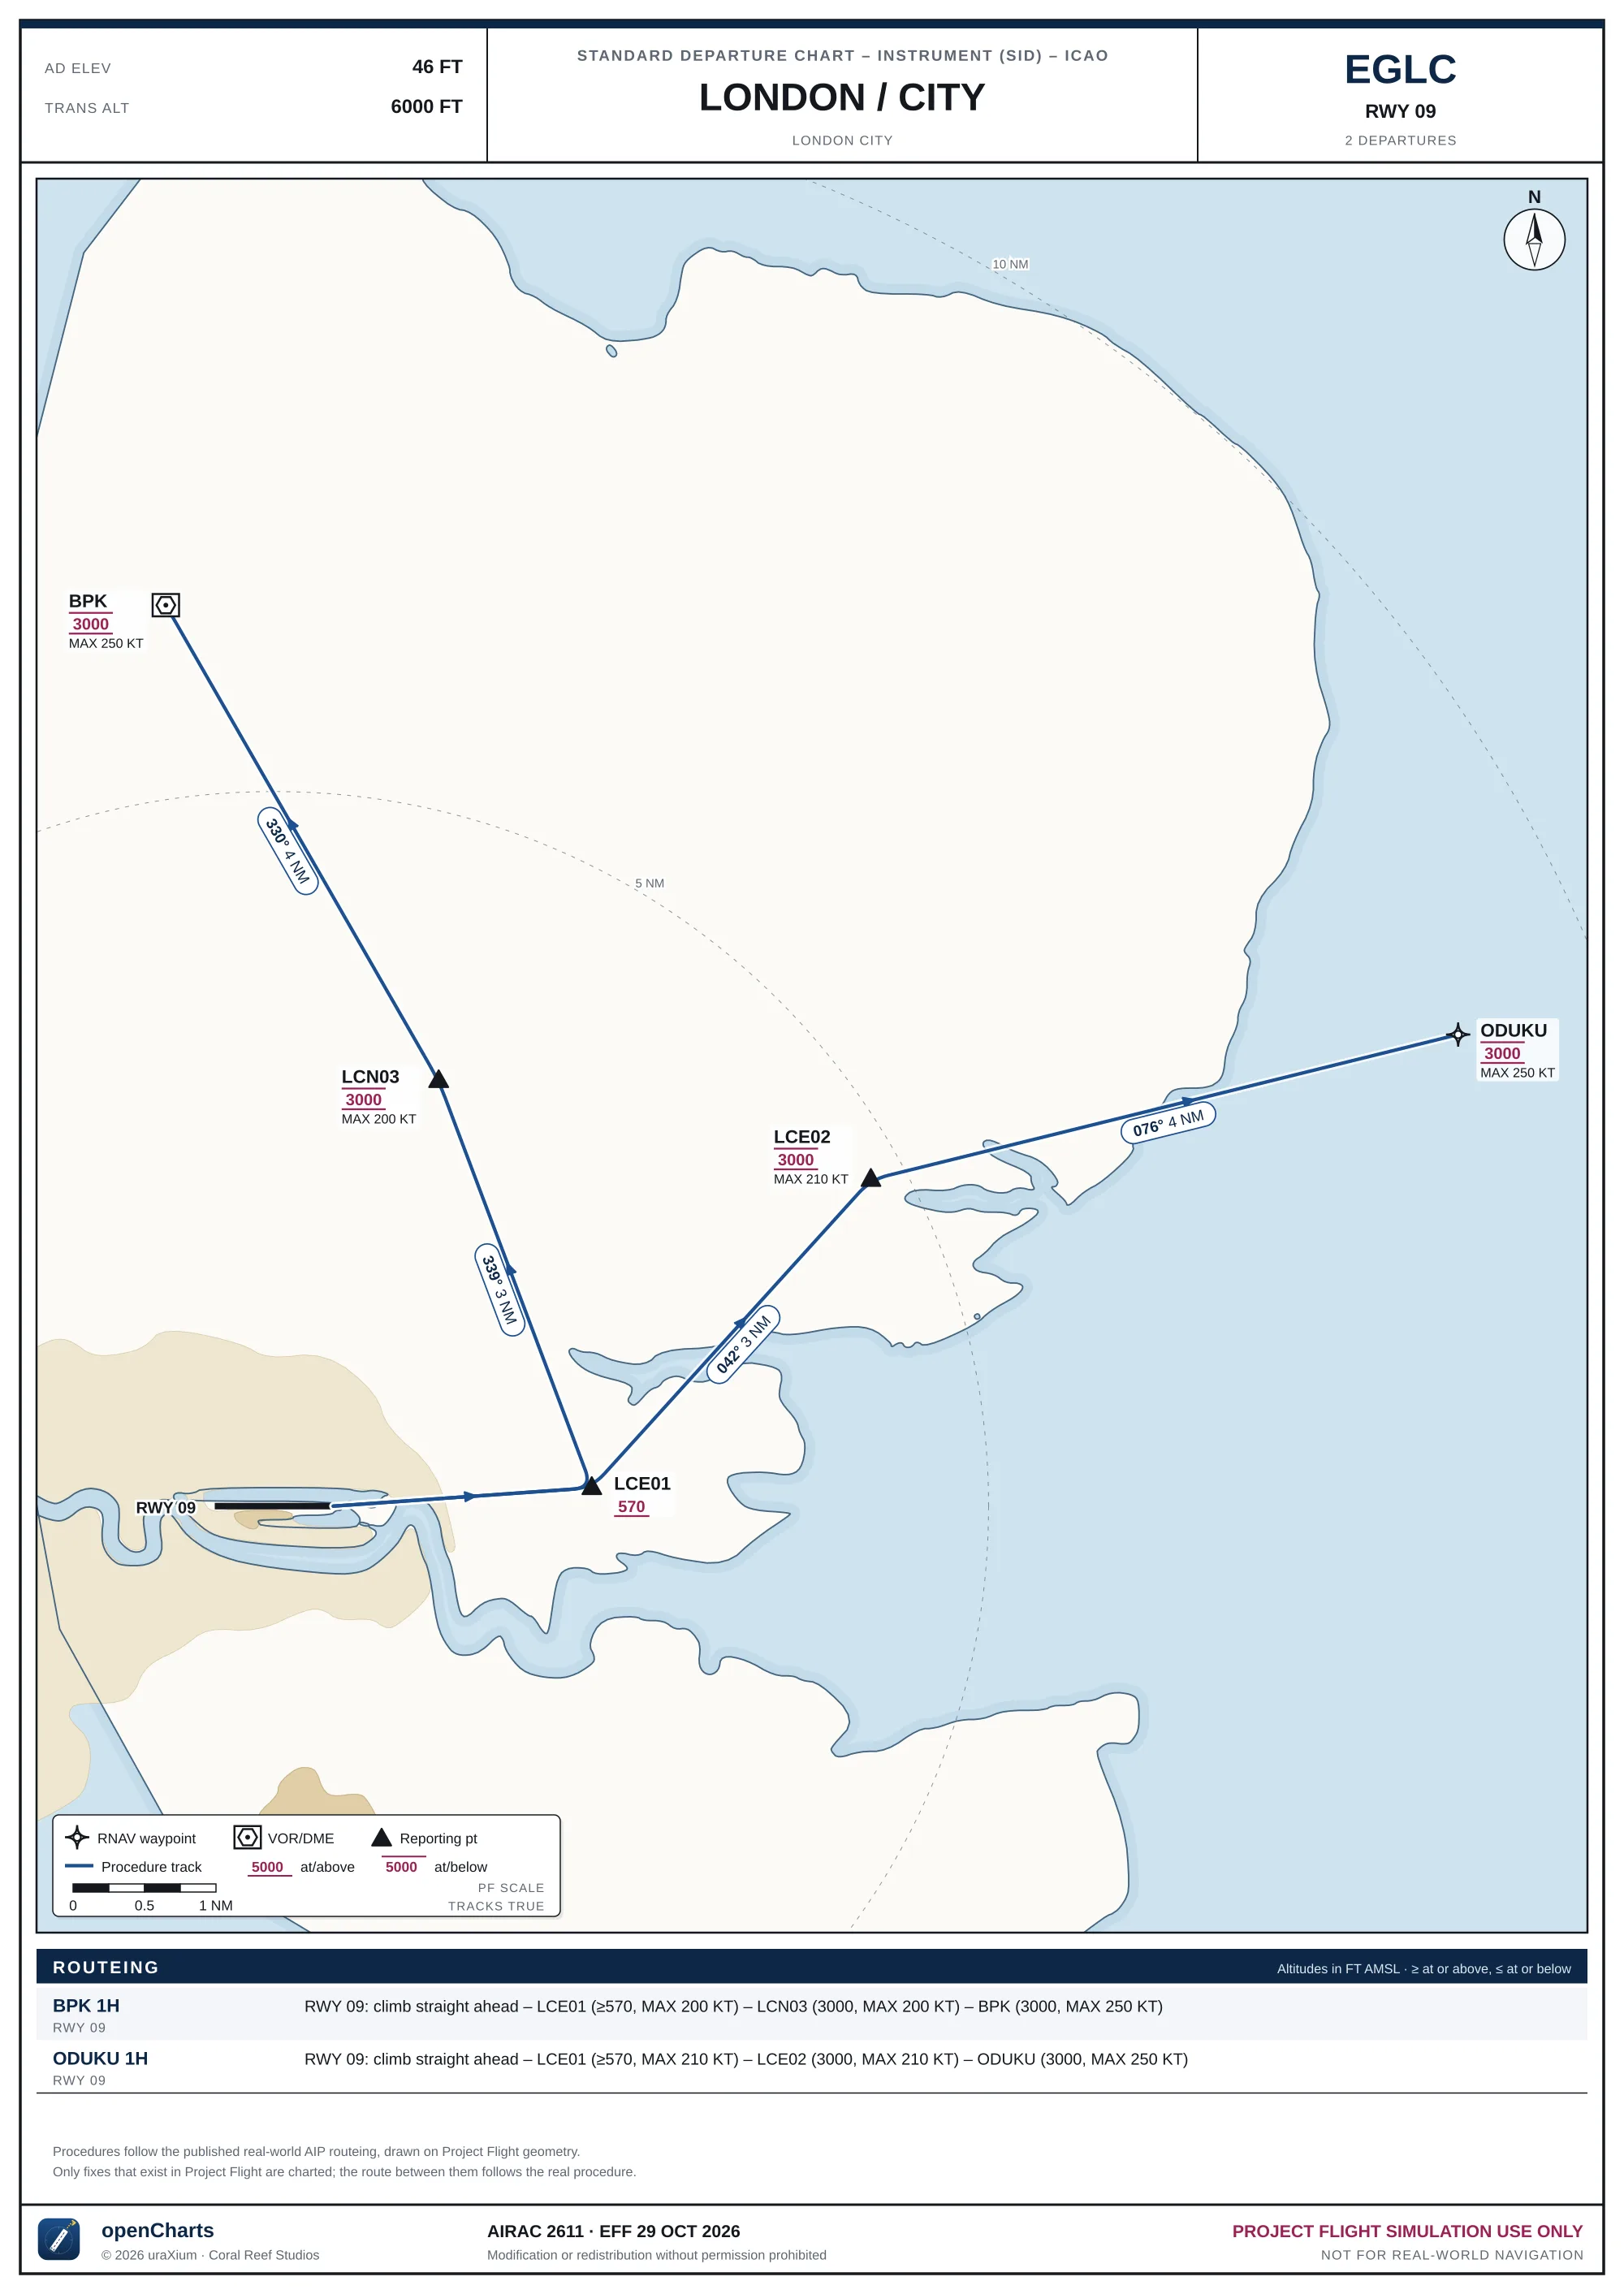 AD ELEV 46 FT
TRANS ALT 6000 FT
STANDARD DEPARTURE CHART – INSTRUMENT (SID) – ICAO
LONDON / CITY
LONDON CITY
EGLC
RWY 09
2 DEPARTURES
N
10 NM
BPK
3000
MAX 250 KT
330° 4 NM
5 NM
ODUKU
3000
MAX 250 KT
LCN03
3000
MAX 200 KT
076° 4 NM
LCE02
3000
MAX 210 KT
339° 3 NM
042° 3 NM
LCE01
570
RWY 09
RNAV waypoint VOR/DME Reporting pt
Procedure track 5000 at/above 5000 at/below
PF SCALE
0 0.5 1 NM TRACKS TRUE
ROUTEING Altitudes in FT AMSL · ≥ at or above, ≤ at or below
BPK 1H RWY 09: climb straight ahead – LCE01 (≥570, MAX 200 KT) – LCN03 (3000, MAX 200 KT) – BPK (3000, MAX 250 KT)
RWY 09
ODUKU 1H RWY 09: climb straight ahead – LCE01 (≥570, MAX 210 KT) – LCE02 (3000, MAX 210 KT) – ODUKU (3000, MAX 250 KT)
RWY 09
Procedures follow the published real-world AIP routeing, drawn on Project Flight geometry.
Only fixes that exist in Project Flight are charted; the route between them follows the real procedure.
openCharts AIRAC 2611 · EFF 29 OCT 2026 PROJECT FLIGHT SIMULATION USE ONLY
© 2026 uraXium · Coral Reef Studios Modification or redistribution without permission prohibited NOT FOR REAL-WORLD NAVIGATION